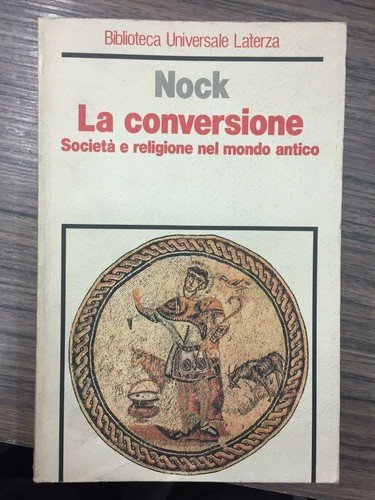 Biblioteca Universale Laterza
Nock
La conversione
Società e religione nel mondo antico